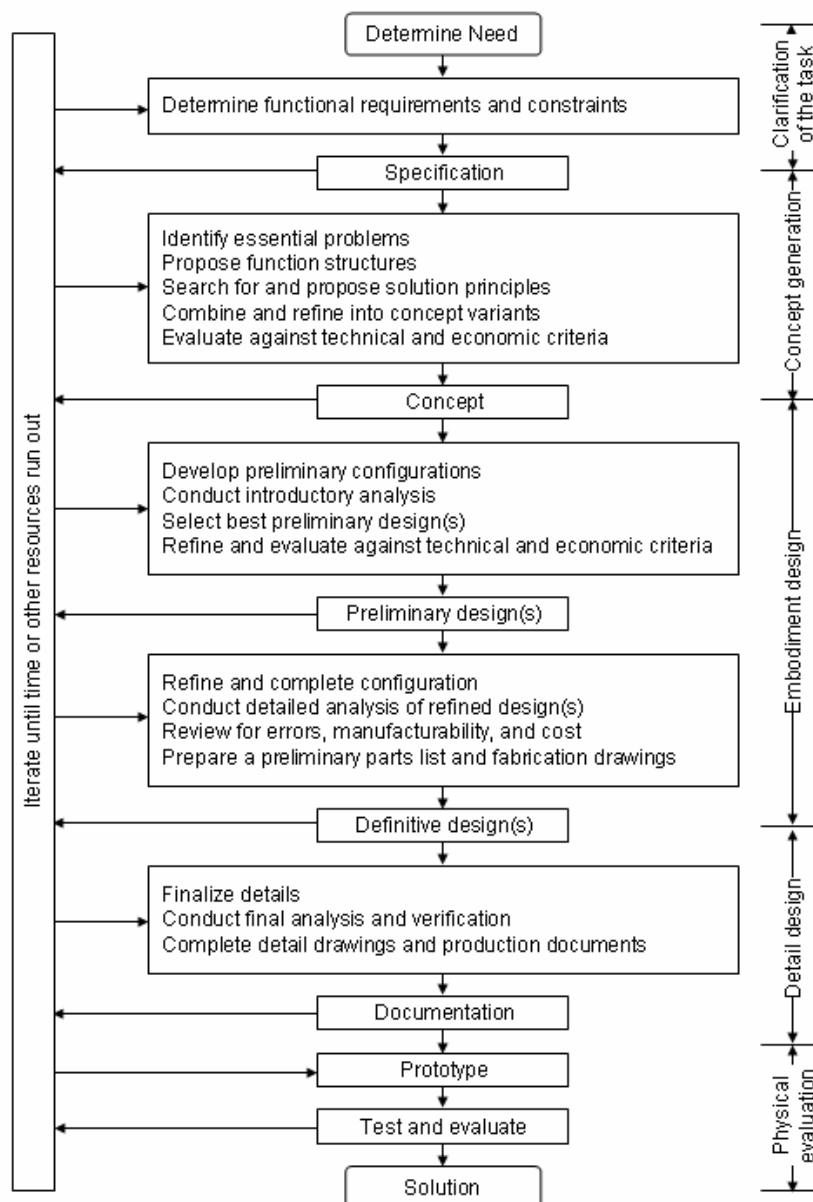 Determine Need
Determine functional requirements and constraints
Specification
Identify essential problems
Propose function structures
Search for and propose solution principles
Combine and refine into concept variants
Evaluate against technical and economic criteria
Concept
Develop preliminary configurations
Conduct introductory analysis
Select best preliminary design(s)
Refine and evaluate against technical and economic criteria
Preliminary design(s)
Refine and complete configuration
Conduct detailed analysis of refined design(s)
Review for errors, manufacturability, and cost
Prepare a preliminary parts list and fabrication drawings
Definitive design(s)
Finalize details
Conduct final analysis and verification
Complete detail drawings and production documents
Documentation
Prototype
Test and evaluate
Solution
Iterate until time or other resources run out
Clarification
of the task
Concept generation
Embodiment design
Detail design
Physical
evaluation